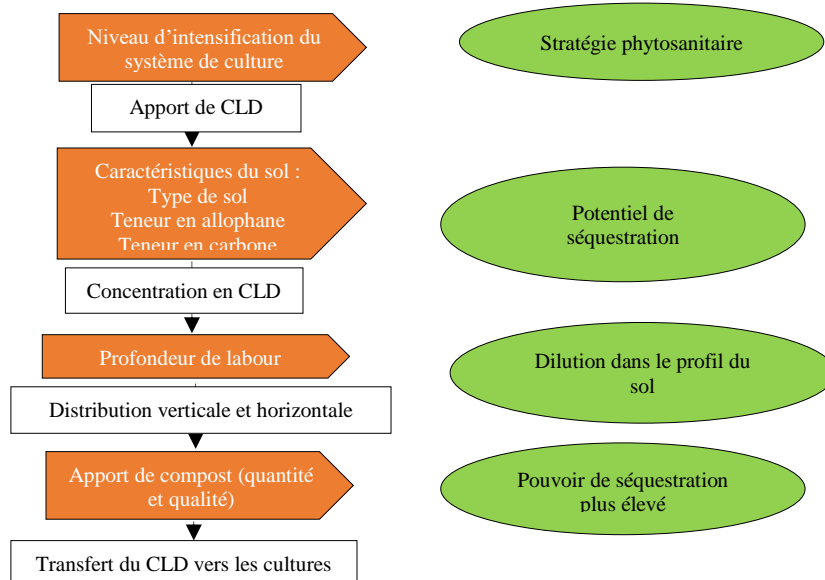 Niveau d'intensification du
système de culture
Stratégie phytosanitaire
Apport de CLD
Caractéristiques du sol :
Type de sol
Teneur en allophane
Teneur en carbone
Potentiel de
séquestration
Concentration en CLD
Profondeur de labour
Dilution dans le profil du
sol
Distribution verticale et horizontale
Apport de compost (quantité
et qualité)
Pouvoir de séquestration
plus élevé
Transfert du CLD vers les cultures